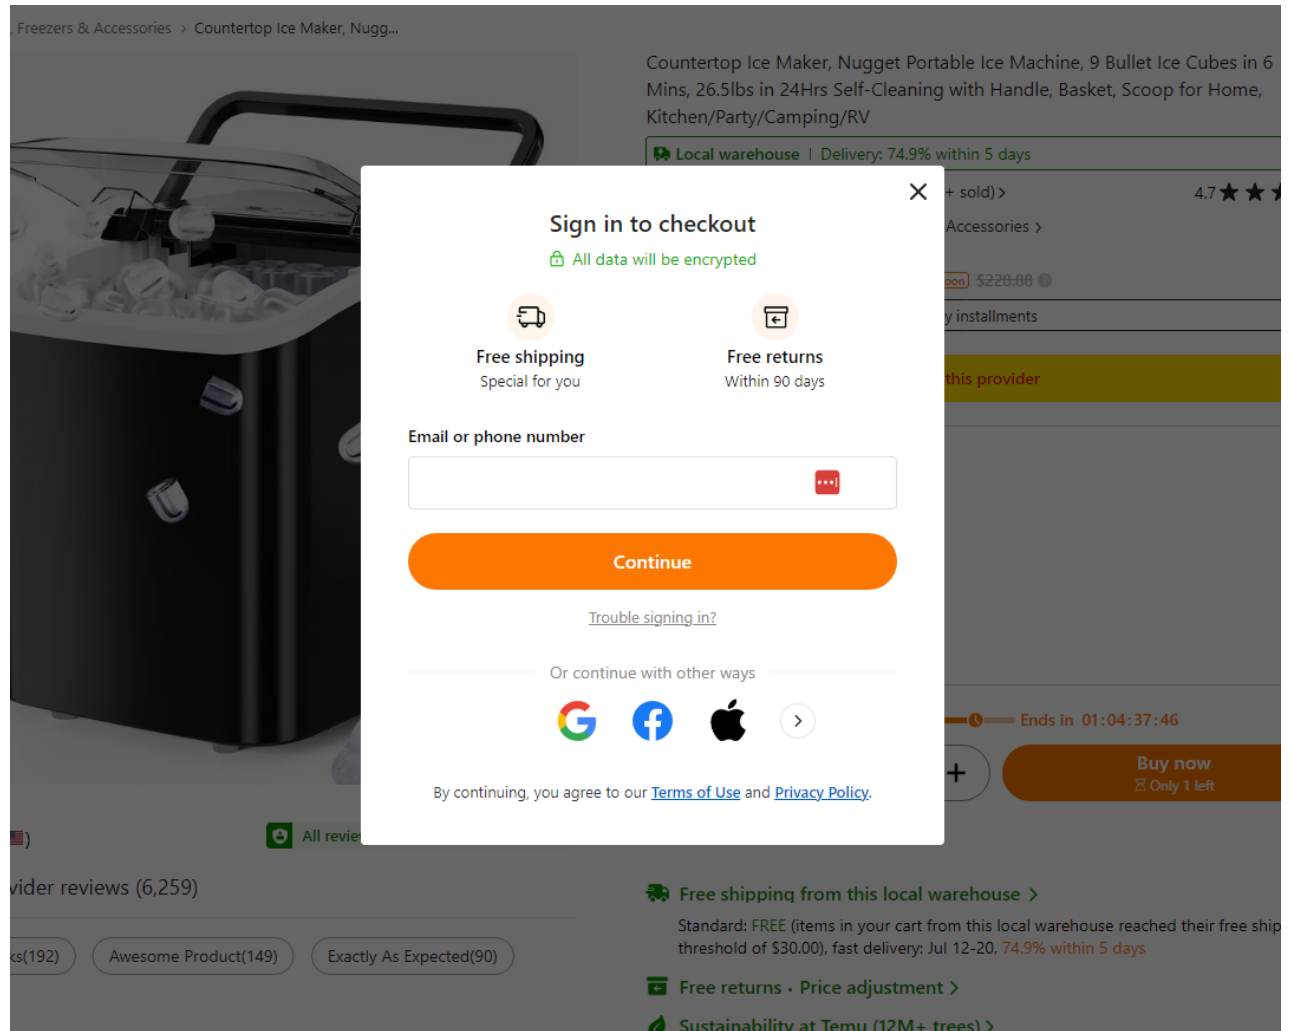 , Freezers & Accessories > Countertop Ice Maker, Nugg...
Countertop Ice Maker, Nugget Portable Ice Machine, 9 Bullet Ice Cubes in 6
Mins, 26.5lbs in 24Hrs Self-Cleaning with Handle, Basket, Scoop for Home,
Kitchen/Party/Camping/RV
Local warehouse | Delivery: 74.9% within 5 days
+ sold) >
4.7
Accessories >
$228.88
y installments
this provider
Sign in to checkout
All data will be encrypted
Free shipping
Special for you
Free returns
Within 90 days
Email or phone number
Continue
Trouble signing in?
Or continue with other ways
By continuing, you agree to our Terms of Use and Privacy Policy.
Ends in 01:04:37:46
+
Buy now
Only 1 left
)
All revie
vider reviews (6,259)
ks(192)
Awesome Product(149)
Exactly As Expected(90)
Free shipping from this local warehouse >
Standard: FREE (items in your cart from this local warehouse reached their free ship
threshold of $30.00), fast delivery: Jul 12-20, 74.9% within 5 days
Free returns · Price adjustment >
Sustainability at Temu (12M+ trees) >